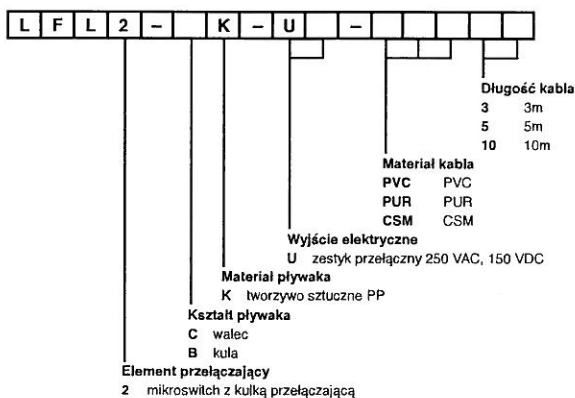 L F L 2 – K – U –
Długość kabla
3 3m
5 5m
10 10m
Materiał kabla
PVC PVC
PUR PUR
CSM CSM
Wyjście elektryczne
U zestyk przełączny 250 VAC, 150 VDC
Materiał pływaka
K tworzywo sztuczne PP
Kształt pływaka
C walec
B kula
Element przełączający
2 mikroswitch z kulką przełączającą